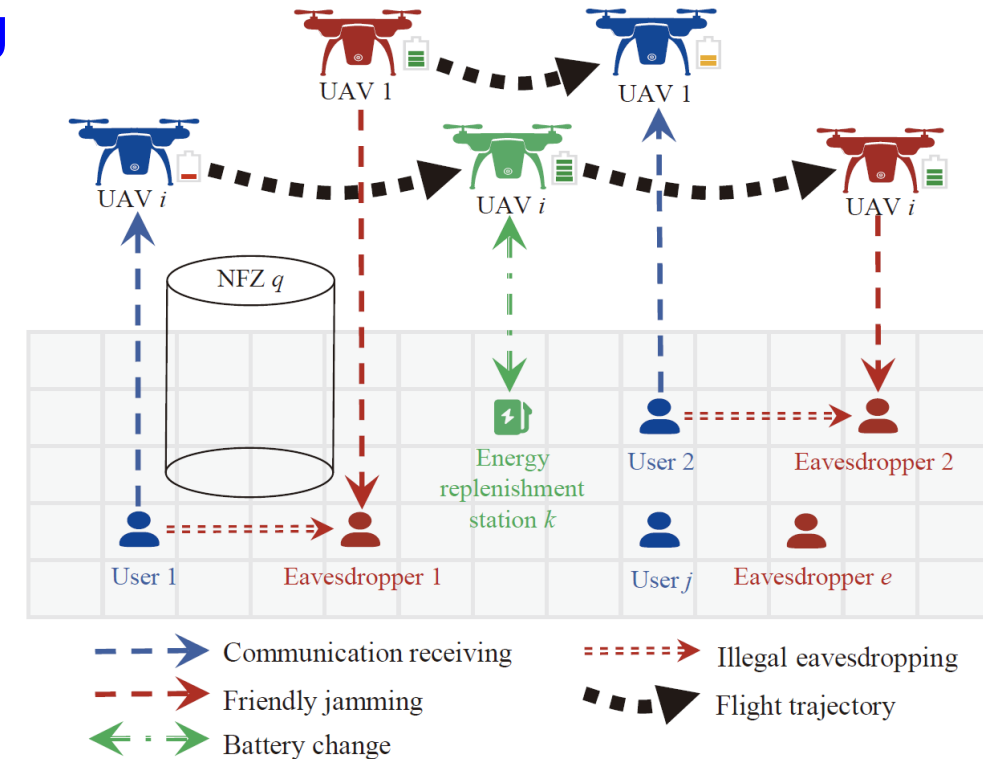 UAV 1
UAV 1
UAV i
UAV i
UAV i
NFZ q
Energy
replenishment
station k
User 2
Eavesdropper 2
User 1
Eavesdropper 1
User j
Eavesdropper e
Communication receiving
Illegal eavesdropping
Friendly jamming
Flight trajectory
Battery change